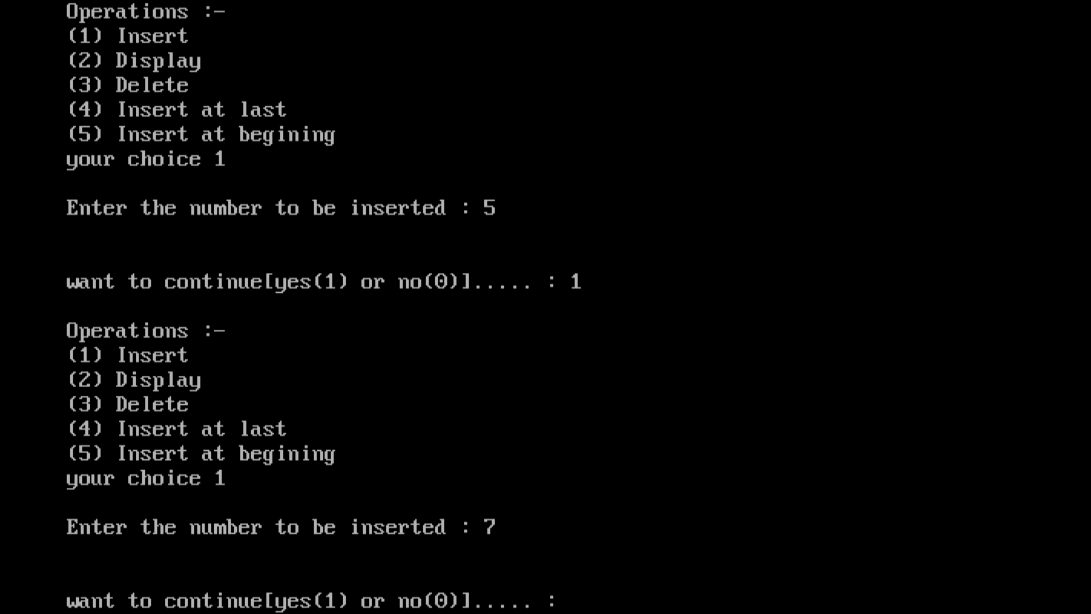 Operations :-
(1) Insert
(2) Display
(3) Delete
(4) Insert at last
(5) Insert at begining
your choice 1
Enter the number to be inserted : 5
want to continue[yes(1) or no(0)]..... : 1
Operations :-
(1) Insert
(2) Display
(3) Delete
(4) Insert at last
(5) Insert at begining
your choice 1
Enter the number to be inserted : 7
want to continue[yes(1) or no(0)]..... :